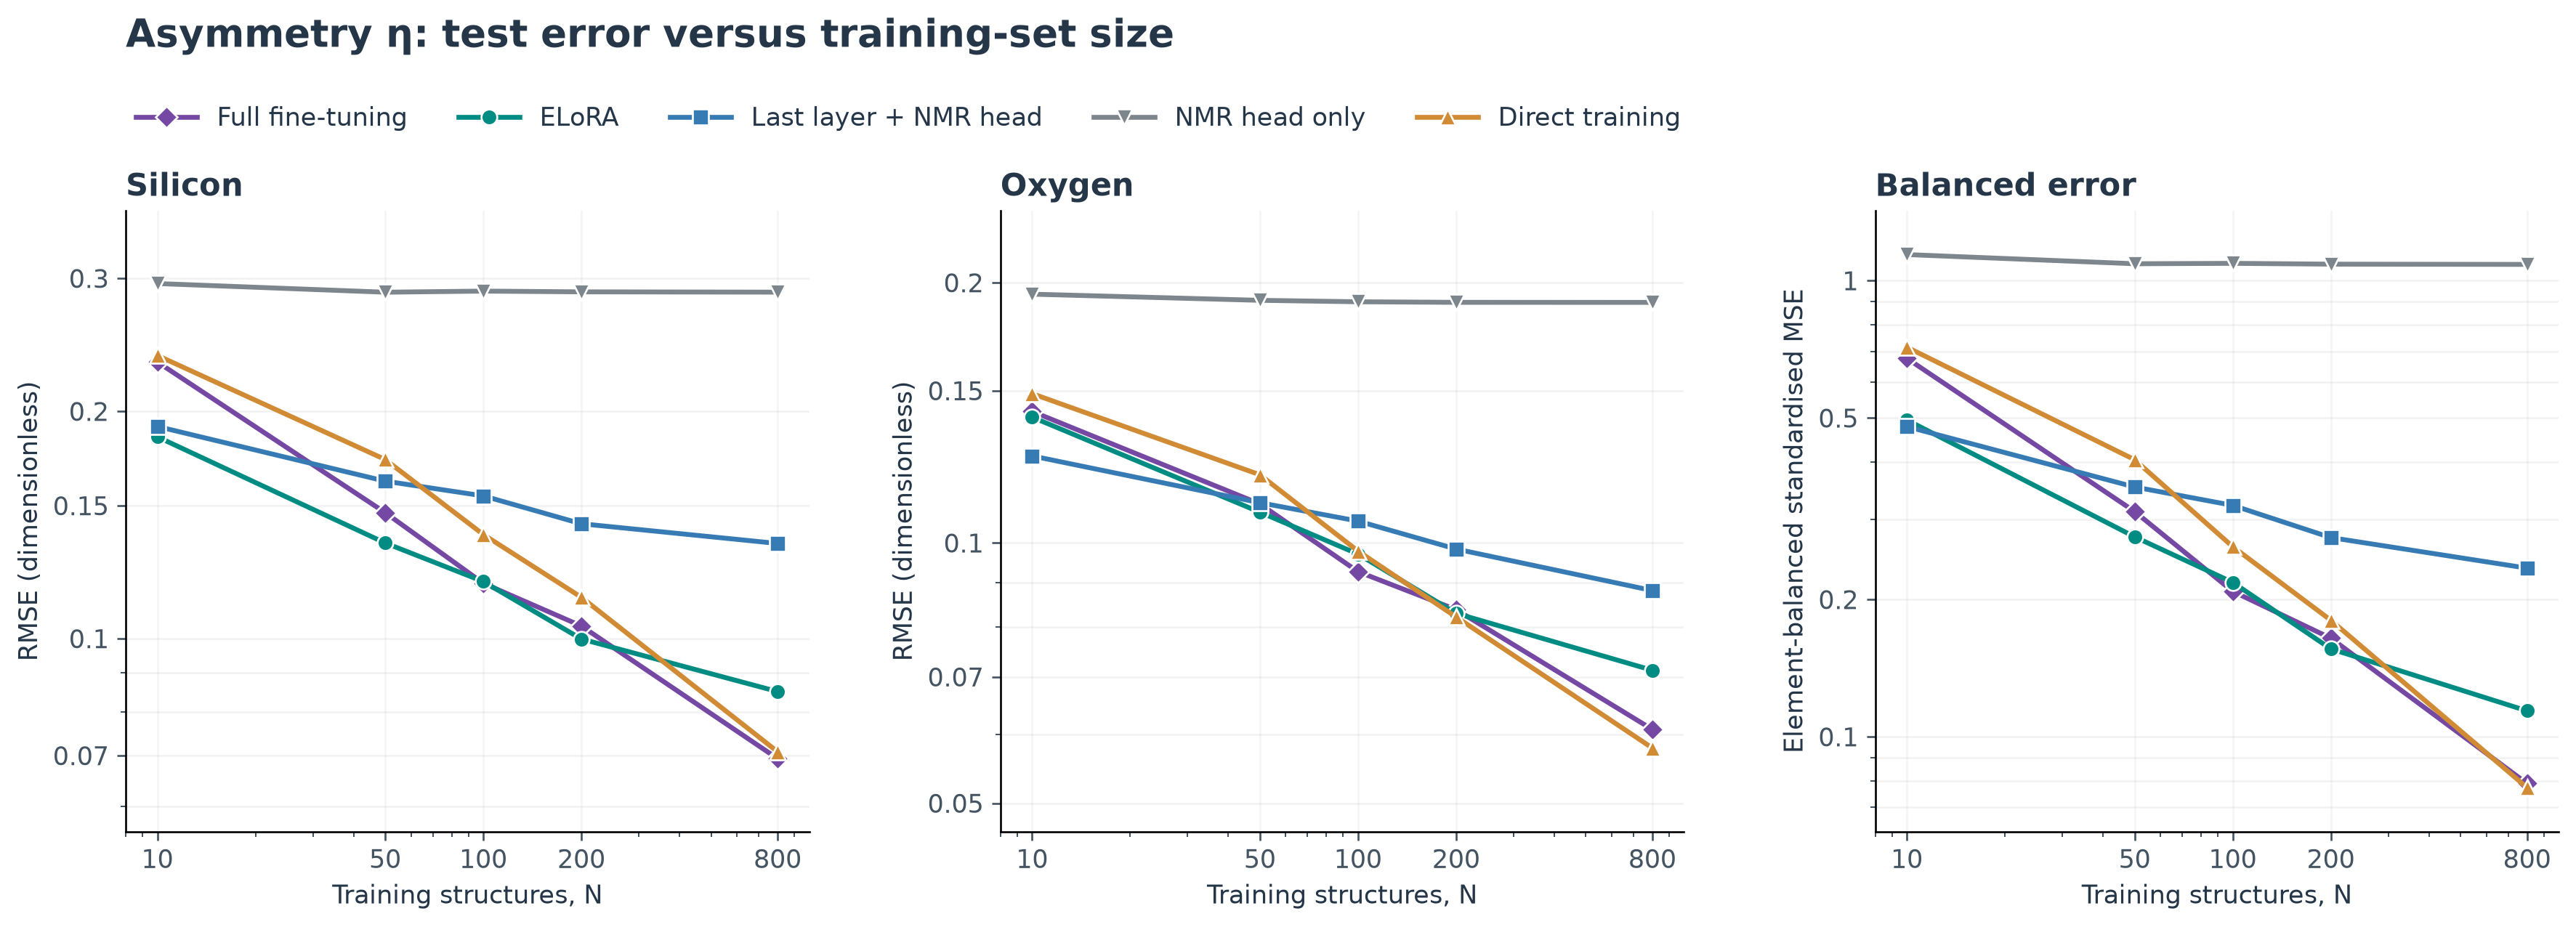 Asymmetry η: test error versus training-set size
Full fine-tuning ELoRA Last layer + NMR head NMR head only Direct training
Silicon
0.3
0.2
0.15
0.1
0.07
RMSE (dimensionless)
10 50 100 200 800
Training structures, N
Oxygen
0.2
0.15
0.1
0.07
0.05
RMSE (dimensionless)
10 50 100 200 800
Training structures, N
Balanced error
1
0.5
0.2
0.1
Element-balanced standardised MSE
10 50 100 200 800
Training structures, N